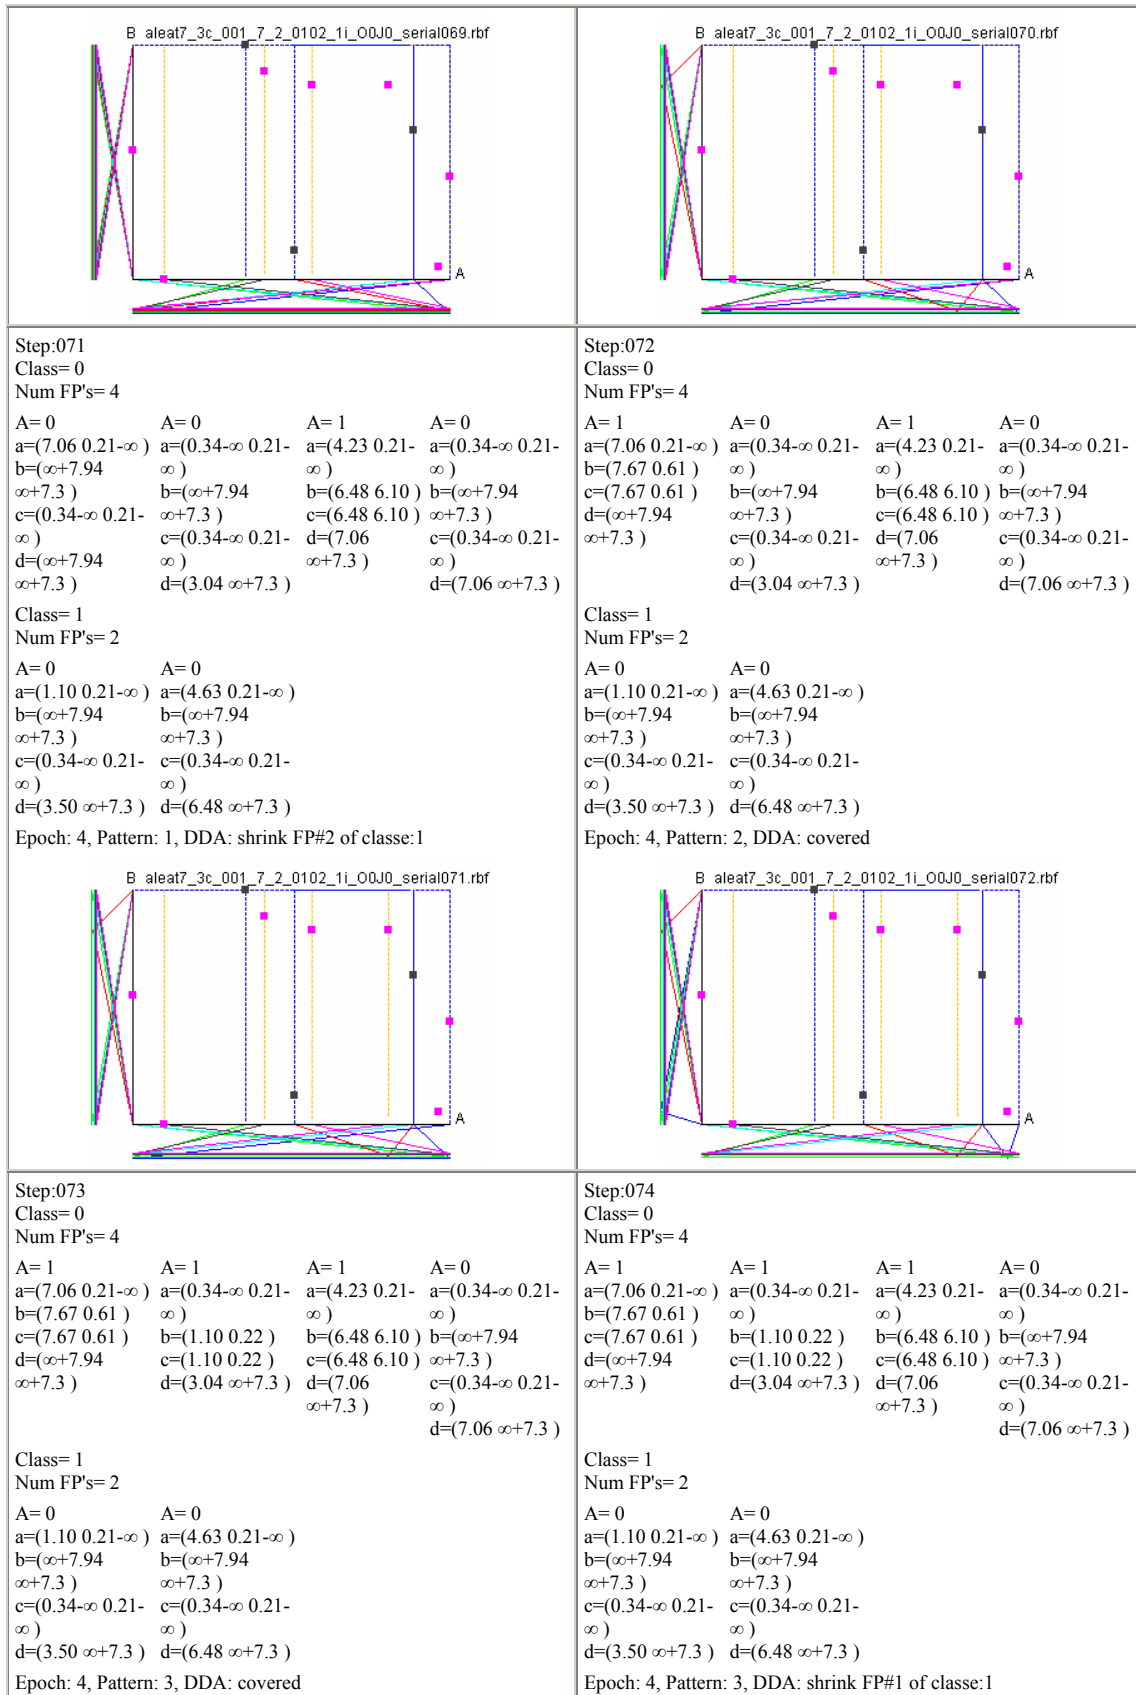 B aleat7_3c_001_7_2_0102_1i_O0J0_serial069.rbf
A
B aleat7_3c_001_7_2_0102_1i_O0J0_serial070.rbf
A
Step:071
Class= 0
Num FP's= 4
A= 0 A= 0 A= 1 A= 0
a=(7.06 0.21-∞ ) a=(0.34-∞ 0.21- a=(4.23 0.21- a=(0.34-∞ 0.21-
b=(∞+7.94 ∞ ) ∞ ) ∞ )
∞+7.3 ) b=(∞+7.94 b=(6.48 6.10 ) b=(∞+7.94
c=(0.34-∞ 0.21- ∞+7.3 ) c=(6.48 6.10 ) ∞+7.3 )
∞ ) c=(0.34-∞ 0.21- d=(7.06 c=(0.34-∞ 0.21-
d=(∞+7.94 ∞ ) ∞+7.3 ) ∞ )
∞+7.3 ) d=(3.04 ∞+7.3 ) d=(7.06 ∞+7.3 )
Class= 1
Num FP's= 2
A= 0 A= 0
a=(1.10 0.21-∞ ) a=(4.63 0.21-∞ )
b=(∞+7.94 b=(∞+7.94
∞+7.3 ) ∞+7.3 )
c=(0.34-∞ 0.21- c=(0.34-∞ 0.21-
∞ ) ∞ )
d=(3.50 ∞+7.3 ) d=(6.48 ∞+7.3 )
Epoch: 4, Pattern: 1, DDA: shrink FP#2 of classe:1
B aleat7_3c_001_7_2_0102_1i_O0J0_serial071.rbf
A
Step:072
Class= 0
Num FP's= 4
A= 1 A= 0 A= 1 A= 0
a=(7.06 0.21-∞ ) a=(0.34-∞ 0.21- a=(4.23 0.21- a=(0.34-∞ 0.21-
b=(7.67 0.61 ) ∞ ) ∞ ) ∞ )
c=(7.67 0.61 ) b=(∞+7.94 b=(6.48 6.10 ) b=(∞+7.94
d=(∞+7.94 ∞+7.3 ) c=(6.48 6.10 ) ∞+7.3 )
∞+7.3 ) c=(0.34-∞ 0.21- d=(7.06 c=(0.34-∞ 0.21-
∞ ) ∞+7.3 ) ∞ )
d=(3.04 ∞+7.3 ) d=(7.06 ∞+7.3 )
Class= 1
Num FP's= 2
A= 0 A= 0
a=(1.10 0.21-∞ ) a=(4.63 0.21-∞ )
b=(∞+7.94 b=(∞+7.94
∞+7.3 ) ∞+7.3 )
c=(0.34-∞ 0.21- c=(0.34-∞ 0.21-
∞ ) ∞ )
d=(3.50 ∞+7.3 ) d=(6.48 ∞+7.3 )
Epoch: 4, Pattern: 2, DDA: covered
B aleat7_3c_001_7_2_0102_1i_O0J0_serial072.rbf
A
Step:073
Class= 0
Num FP's= 4
A= 1 A= 1 A= 1 A= 0
a=(7.06 0.21-∞ ) a=(0.34-∞ 0.21- a=(4.23 0.21- a=(0.34-∞ 0.21-
b=(7.67 0.61 ) ∞ ) ∞ ) ∞ )
c=(7.67 0.61 ) b=(1.10 0.22 ) b=(6.48 6.10 ) b=(∞+7.94
d=(∞+7.94 c=(1.10 0.22 ) c=(6.48 6.10 ) ∞+7.3 )
∞+7.3 ) d=(3.04 ∞+7.3 ) d=(7.06 c=(0.34-∞ 0.21-
∞+7.3 ) ∞ )
d=(7.06 ∞+7.3 )
Class= 1
Num FP's= 2
A= 0 A= 0
a=(1.10 0.21-∞ ) a=(4.63 0.21-∞ )
b=(∞+7.94 b=(∞+7.94
∞+7.3 ) ∞+7.3 )
c=(0.34-∞ 0.21- c=(0.34-∞ 0.21-
∞ ) ∞ )
d=(3.50 ∞+7.3 ) d=(6.48 ∞+7.3 )
Epoch: 4, Pattern: 3, DDA: covered
Step:074
Class= 0
Num FP's= 4
A= 1 A= 1 A= 1 A= 0
a=(7.06 0.21-∞ ) a=(0.34-∞ 0.21- a=(4.23 0.21- a=(0.34-∞ 0.21-
b=(7.67 0.61 ) ∞ ) ∞ ) ∞ )
c=(7.67 0.61 ) b=(1.10 0.22 ) b=(6.48 6.10 ) b=(∞+7.94
d=(∞+7.94 c=(1.10 0.22 ) c=(6.48 6.10 ) ∞+7.3 )
∞+7.3 ) d=(3.04 ∞+7.3 ) d=(7.06 c=(0.34-∞ 0.21-
∞+7.3 ) ∞ )
d=(7.06 ∞+7.3 )
Class= 1
Num FP's= 2
A= 0 A= 0
a=(1.10 0.21-∞ ) a=(4.63 0.21-∞ )
b=(∞+7.94 b=(∞+7.94
∞+7.3 ) ∞+7.3 )
c=(0.34-∞ 0.21- c=(0.34-∞ 0.21-
∞ ) ∞ )
d=(3.50 ∞+7.3 ) d=(6.48 ∞+7.3 )
Epoch: 4, Pattern: 3, DDA: shrink FP#1 of classe:1